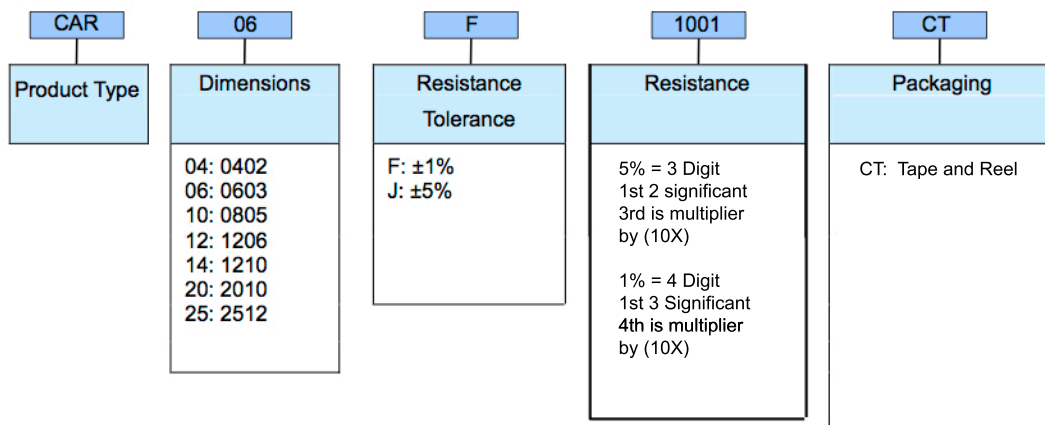 CAR
06
F
1001
CT
Product Type
Dimensions
Resistance
Tolerance
Resistance
Packaging
04: 0402
06: 0603
10: 0805
12: 1206
14: 1210
20: 2010
25: 2512
F: ±1%
J: ±5%
5% = 3 Digit
1st 2 significant
3rd is multiplier
by (10X)
1% = 4 Digit
1st 3 Significant
4th is multiplier
by (10X)
CT: Tape and Reel